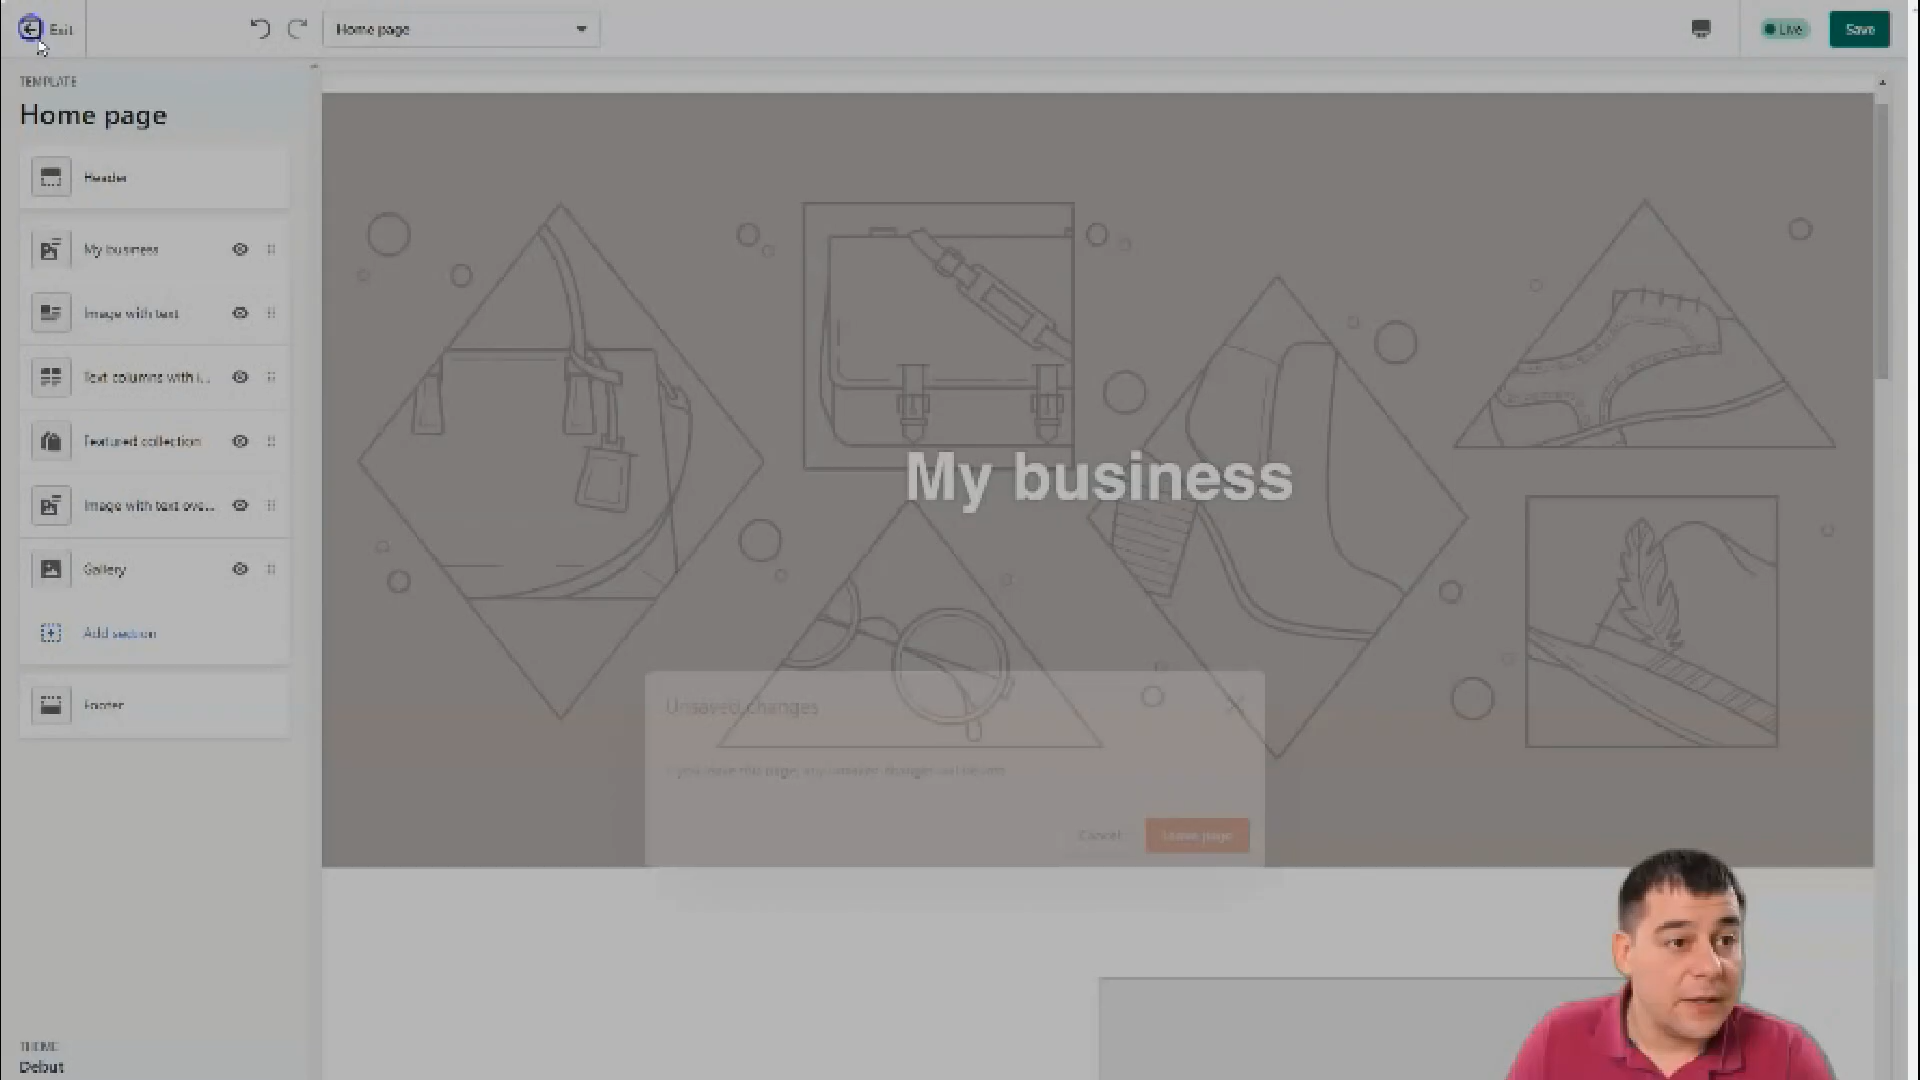 Exit
Home page
Live
Save
TEMPLATE
Home page
Header
My business
Image with text
Text columns with i...
Featured collection
Image with text ove...
Gallery
Add section
Footer
THEME
Debut
My business
Unsaved changes
If you leave this page, any unsaved changes will be lost.
Cancel
Leave page